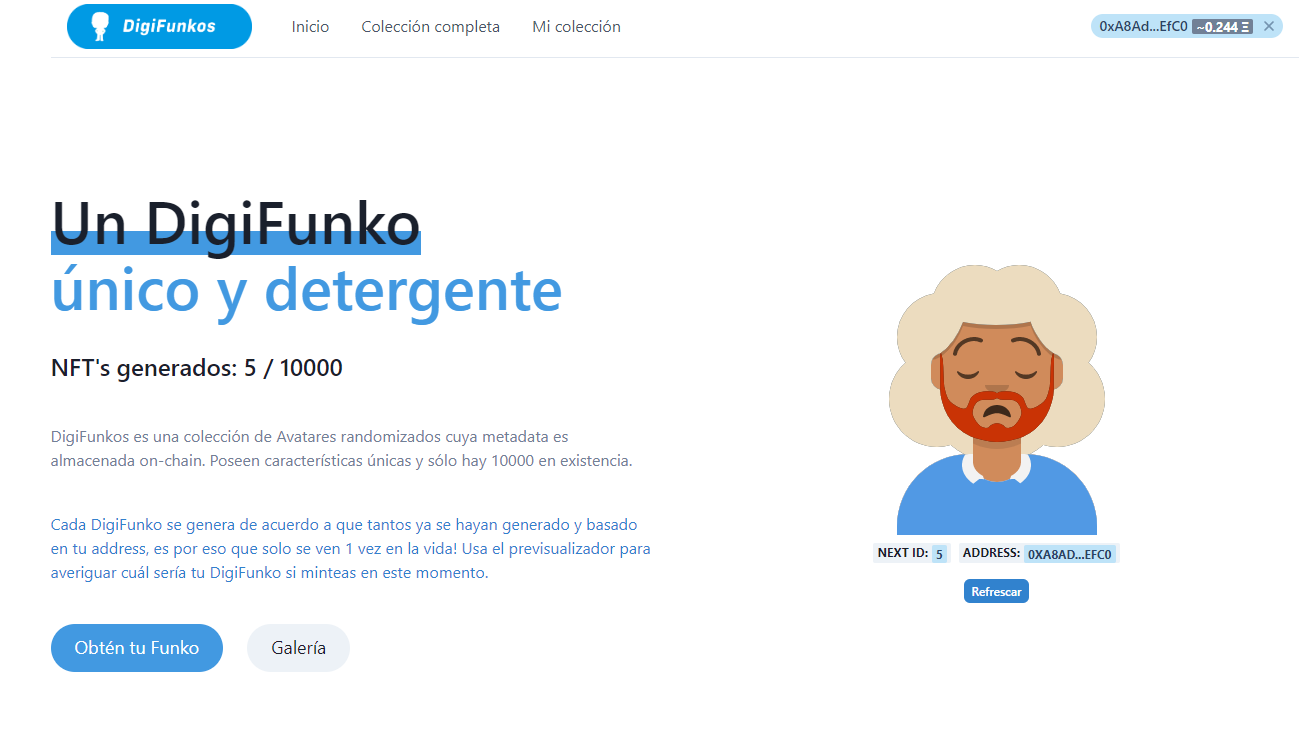 DigiFunkos
Inicio
Colección completa
Mi colección
0xA8Ad...EfC0 ~0.244 Ξ ×
Un DigiFunko
único y detergente
NFT's generados: 5 / 10000
DigiFunkos es una colección de Avatares randomizados cuya metadata es
almacenada on-chain. Poseen características únicas y sólo hay 10000 en existencia.
Cada DigiFunko se genera de acuerdo a que tantos ya se hayan generado y basado
en tu address, es por eso que solo se ven 1 vez en la vida! Usa el previsualizador para
averiguar cuál sería tu DigiFunko si minteas en este momento.
Obtén tu Funko
Galería
NEXT ID: 5
ADDRESS: 0XA8AD...EFC0
Refrescar